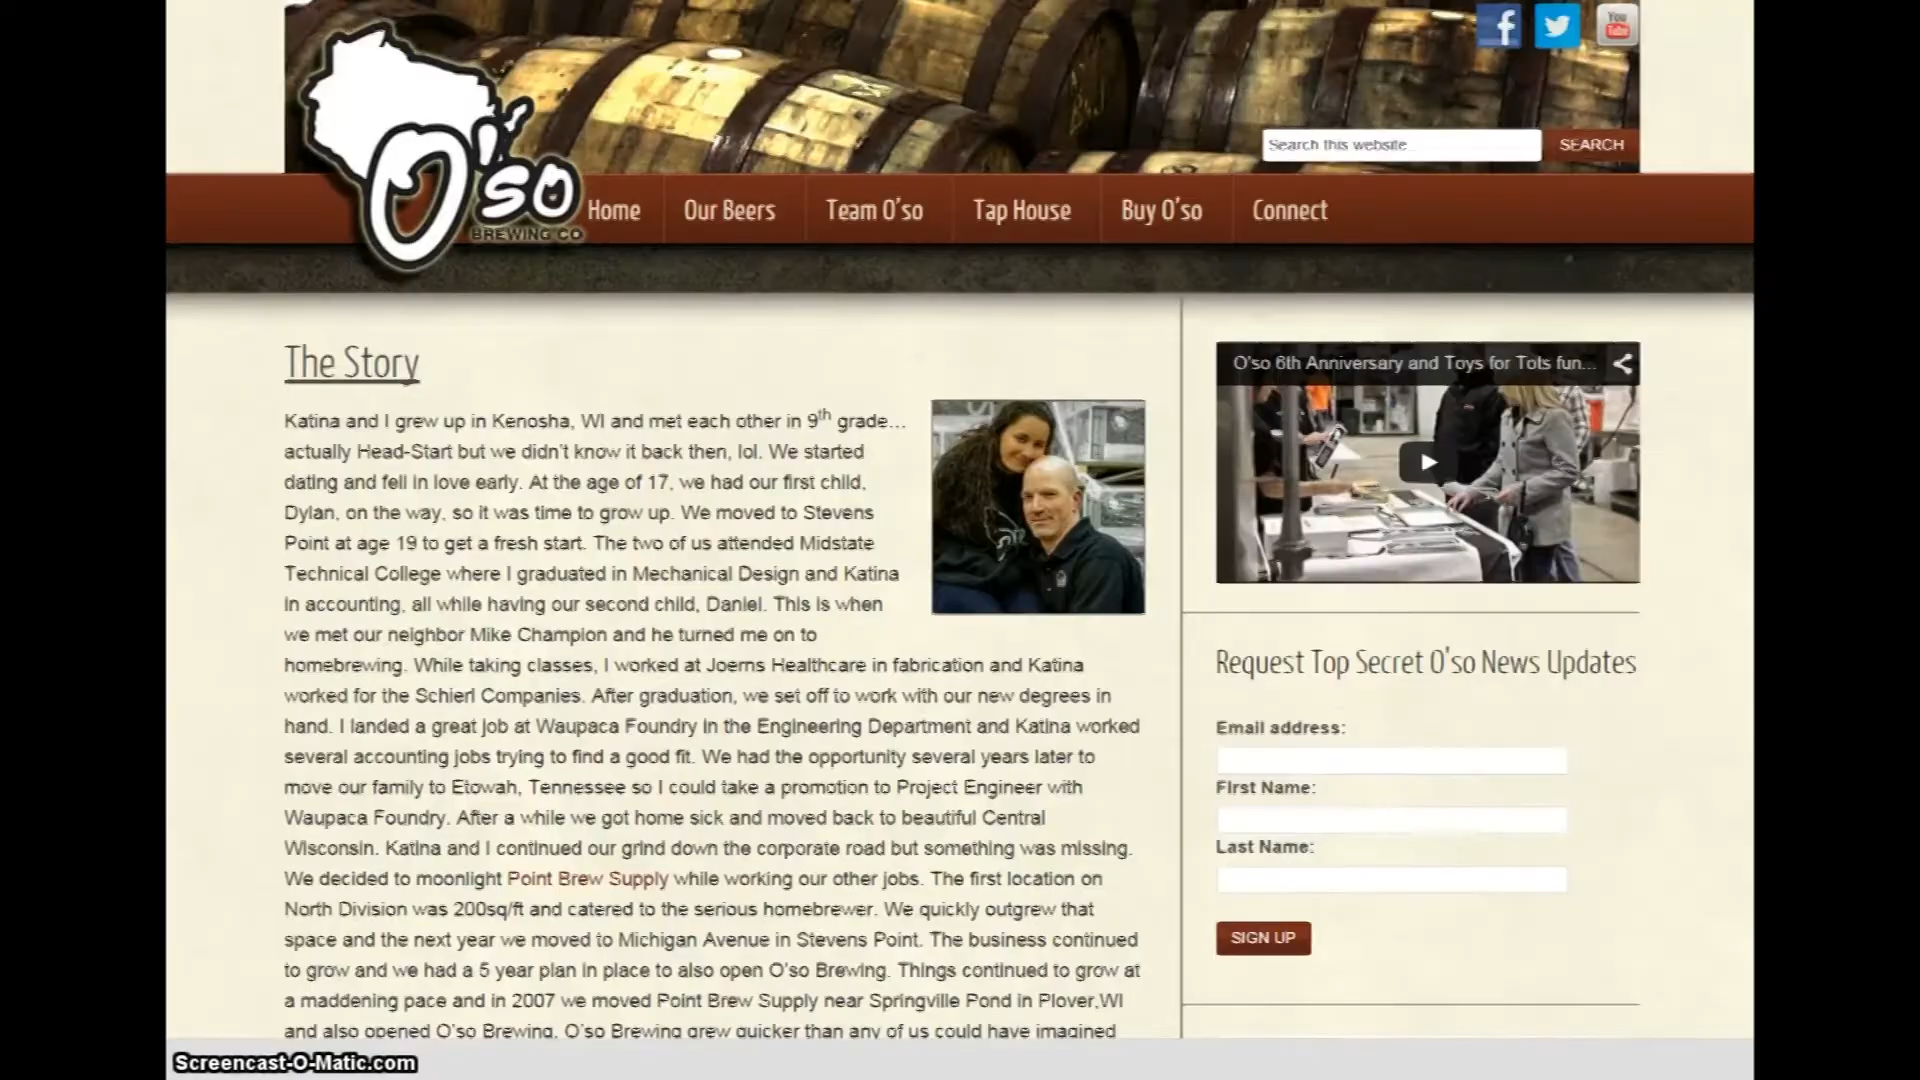 You
Tube
Search this website...
SEARCH
O'so
BREWING CO
Home
Our Beers
Team O'so
Tap House
Buy O'so
Connect
The Story
Katina and I grew up in Kenosha, WI and met each other in 9th grade…
actually Head-Start but we didn't know it back then, lol. We started
dating and fell in love early. At the age of 17, we had our first child,
Dylan, on the way, so it was time to grow up. We moved to Stevens
Point at age 19 to get a fresh start. The two of us attended Midstate
Technical College where I graduated in Mechanical Design and Katina
in accounting, all while having our second child, Daniel. This is when
we met our neighbor Mike Champion and he turned me on to
homebrewing. While taking classes, I worked at Joerns Healthcare in fabrication and Katina
worked for the Schierl Companies. After graduation, we set off to work with our new degrees in
hand. I landed a great job at Waupaca Foundry in the Engineering Department and Katina worked
several accounting jobs trying to find a good fit. We had the opportunity several years later to
move our family to Etowah, Tennessee so I could take a promotion to Project Engineer with
Waupaca Foundry. After a while we got home sick and moved back to beautiful Central
Wisconsin. Katina and I continued our grind down the corporate road but something was missing.
We decided to moonlight Point Brew Supply while working our other jobs. The first location on
North Division was 200sq/ft and catered to the serious homebrewer. We quickly outgrew that
space and the next year we moved to Michigan Avenue in Stevens Point. The business continued
to grow and we had a 5 year plan in place to also open O'so Brewing. Things continued to grow at
a maddening pace and in 2007 we moved Point Brew Supply near Springville Pond in Plover,WI
and also opened O'so Brewing. O'so Brewing grew quicker than any of us could have imagined
O'so 6th Anniversary and Toys for Tots fun...
Request Top Secret O'so News Updates
Email address:
First Name:
Last Name:
SIGN UP
Screencast-O-Matic.com